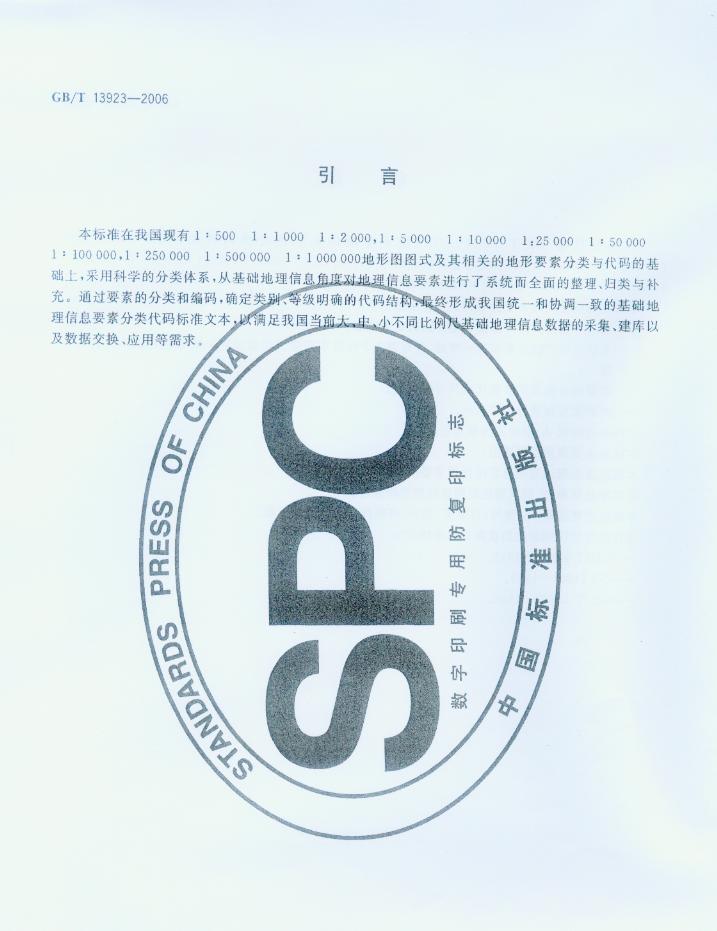 GB/T 13923—2006
引 言
本标准在我国现有 1∶500 1∶1 000 1∶2 000,1∶5 000 1∶10 000 1:25 000 1∶50 000
1∶100 000,1∶250 000 1∶500 000 1∶1 000 000地形图图式及其相关的地形要素分类与代码的基
础上,采用科学的分类体系,从基础地理信息角度对地理信息要素进行了系统而全面的整理、归类与补
充。通过要素的分类和编码,确定类别、等级明确的代码结构,最终形成我国统一和协调一致的基础地
理信息要素分类代码标准文本,以满足我国当前大、中、小不同比例尺基础地理信息数据的采集、建库以
及数据交换、应用等需求。
STANDARDS PRESS OF CHINA
SPC
数字印刷专用防复印标志
中国标准出版社